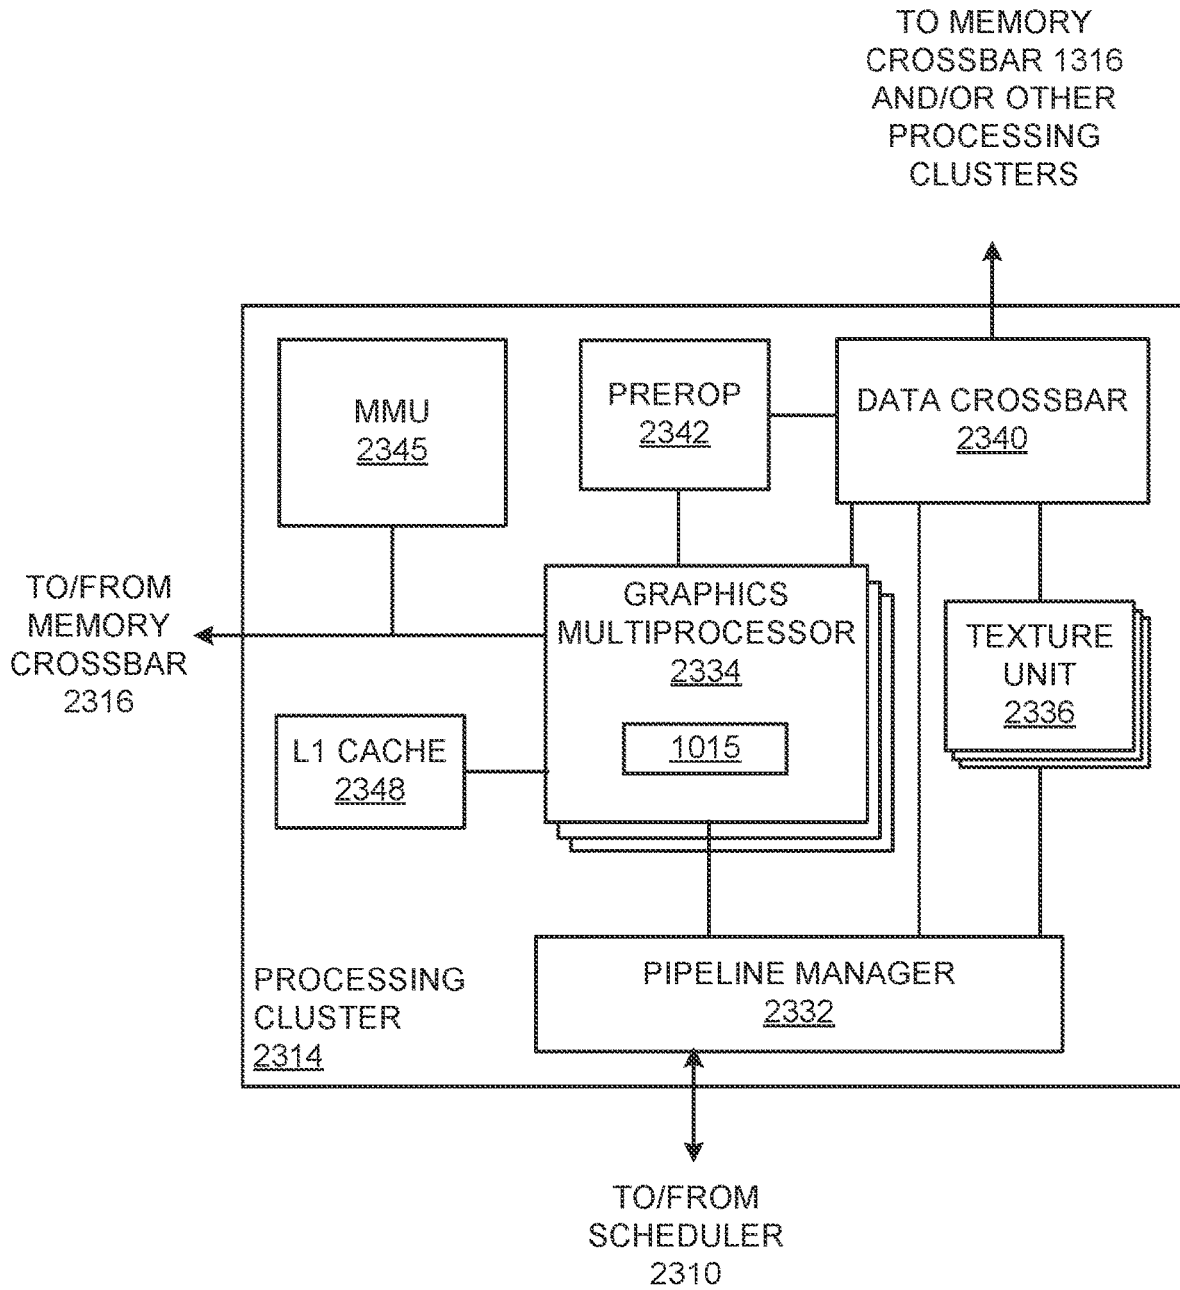 TO MEMORY
CROSSBAR 1316
AND/OR OTHER
PROCESSING
CLUSTERS
MMU
2345
PREROP
2342
DATA CROSSBAR
2340
TO/FROM
MEMORY
CROSSBAR
2316
GRAPHICS
MULTIPROCESSOR
2334
1015
TEXTURE
UNIT
2336
L1 CACHE
2348
PIPELINE MANAGER
2332
PROCESSING
CLUSTER
2314
TO/FROM
SCHEDULER
2310